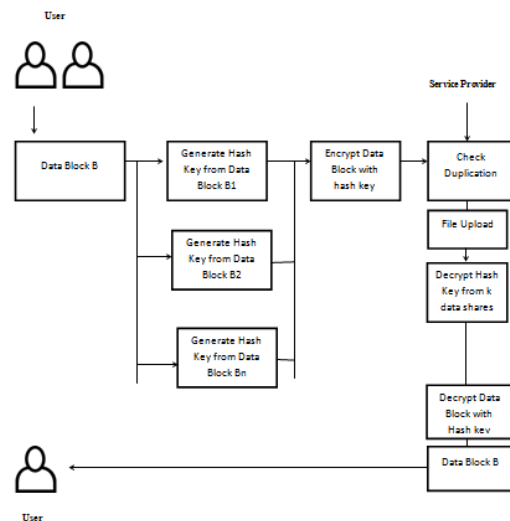 User
Service Provider
Data Block B
Generate Hash
Key from Data
Block B1
Encrypt Data
Block with
hash key
Check
Duplication
File Upload
Generate Hash
Key from Data
Block B2
Decrypt Hash
Key from k
data shares
Generate Hash
Key from Data
Block Bn
Decrypt Data
Block with
Hash key
Data Block B
User